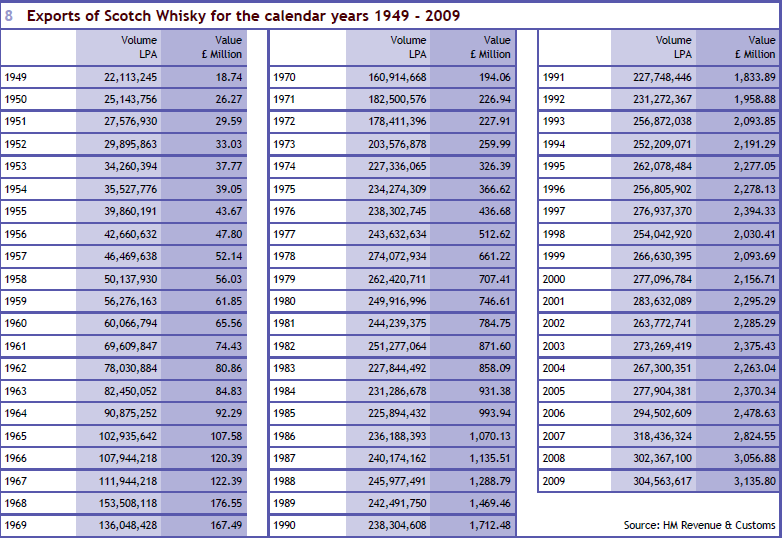 8 Exports of Scotch Whisky for the calendar years 1949 - 2009
Volume Value Volume Value Volume Value
LPA £ Million LPA £ Million LPA £ Million
1949 22,113,245 18.74 1970 160,914,668 194.06 1991 227,748,446 1,833.89
1950 25,143,756 26.27 1971 182,500,576 226.94 1992 231,272,367 1,958.88
1951 27,576,930 29.59 1972 178,411,396 227.91 1993 256,872,038 2,093.85
1952 29,895,863 33.03 1973 203,576,878 259.99 1994 252,209,071 2,191.29
1953 34,260,394 37.77 1974 227,336,065 326.39 1995 262,078,484 2,277.05
1954 35,527,776 39.05 1975 234,274,309 366.62 1996 256,805,902 2,278.13
1955 39,860,191 43.67 1976 238,302,745 436.68 1997 276,937,370 2,394.33
1956 42,660,632 47.80 1977 243,632,634 512.62 1998 254,042,920 2,030.41
1957 46,469,638 52.14 1978 274,072,934 661.22 1999 266,630,395 2,093.69
1958 50,137,930 56.03 1979 262,420,711 707.41 2000 277,096,784 2,156.71
1959 56,276,163 61.85 1980 249,916,996 746.61 2001 283,632,089 2,295.29
1960 60,066,794 65.56 1981 244,239,375 784.75 2002 263,772,741 2,285.29
1961 69,609,847 74.43 1982 251,277,064 871.60 2003 273,269,419 2,375.43
1962 78,030,884 80.86 1983 227,844,492 858.09 2004 267,300,351 2,263.04
1963 82,450,052 84.83 1984 231,286,678 931.38 2005 277,904,381 2,370.34
1964 90,875,252 92.29 1985 225,894,432 993.94 2006 294,502,609 2,478.63
1965 102,935,642 107.58 1986 236,188,393 1,070.13 2007 318,436,324 2,824.55
1966 107,944,218 120.39 1987 240,174,162 1,135.51 2008 302,367,100 3,056.88
1967 111,944,218 122.39 1988 245,977,491 1,288.79 2009 304,563,617 3,135.80
1968 153,508,118 176.55 1989 242,491,750 1,469.46
1969 136,048,428 167.49 1990 238,304,608 1,712.48 Source: HM Revenue & Customs